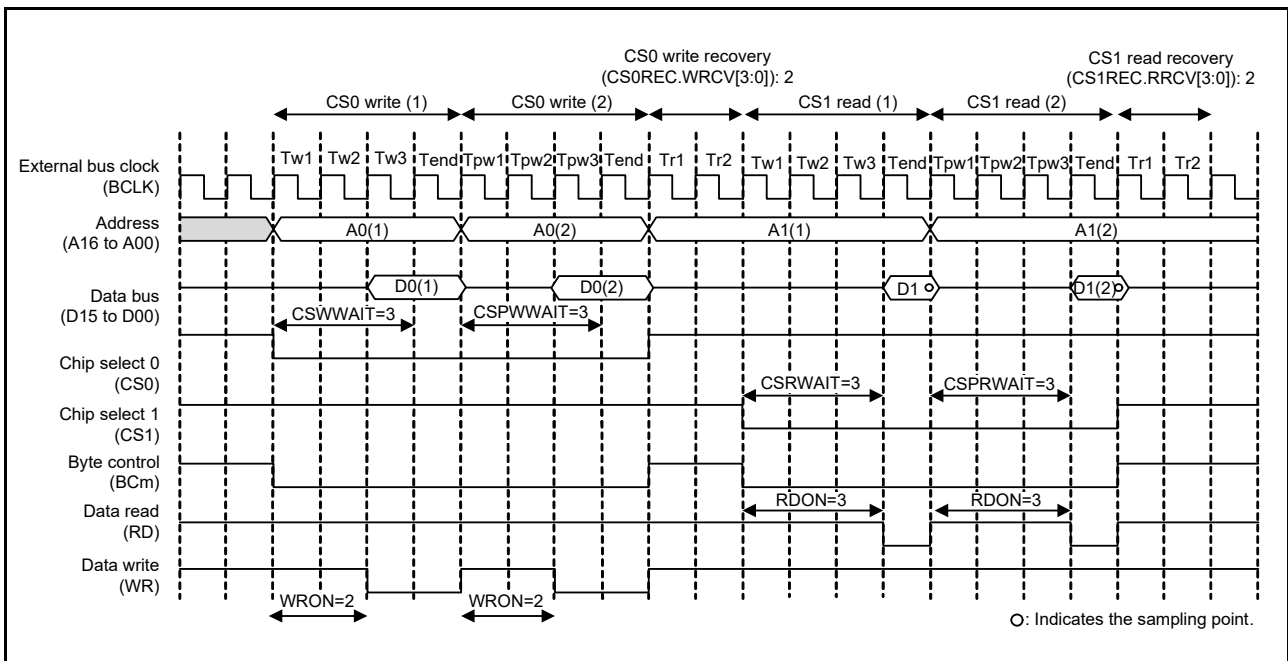 CS0 write recovery
(CS0REC.WRCV[3:0]): 2
CS1 read recovery
(CS1REC.RRCV[3:0]): 2
CS0 write (1)
CS0 write (2)
CS1 read (1)
CS1 read (2)
External bus clock
(BCLK)
Tw1 Tw2 Tw3 Tend Tpw1 Tpw2 Tpw3 Tend Tr1 Tr2 Tw1 Tw2 Tw3 Tend Tpw1 Tpw2 Tpw3 Tend Tr1 Tr2
Address
(A16 to A00)
A0(1) A0(2) A1(1) A1(2)
Data bus
(D15 to D00)
D0(1) D0(2) D1 D1(2)
CSWWAIT=3 CSPWWAIT=3
Chip select 0
(CS0)
CSRWAIT=3 CSPRWAIT=3
Chip select 1
(CS1)
Byte control
(BCm)
RDON=3 RDON=3
Data read
(RD)
Data write
(WR)
WRON=2 WRON=2
O: Indicates the sampling point.